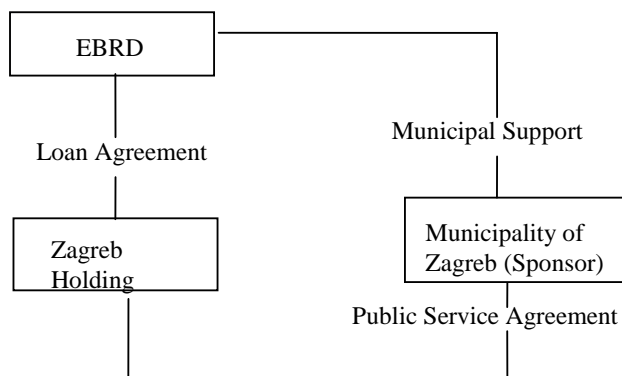 EBRD
Municipal Support
Loan Agreement
Zagreb
Holding
Municipality of
Zagreb (Sponsor)
Public Service Agreement